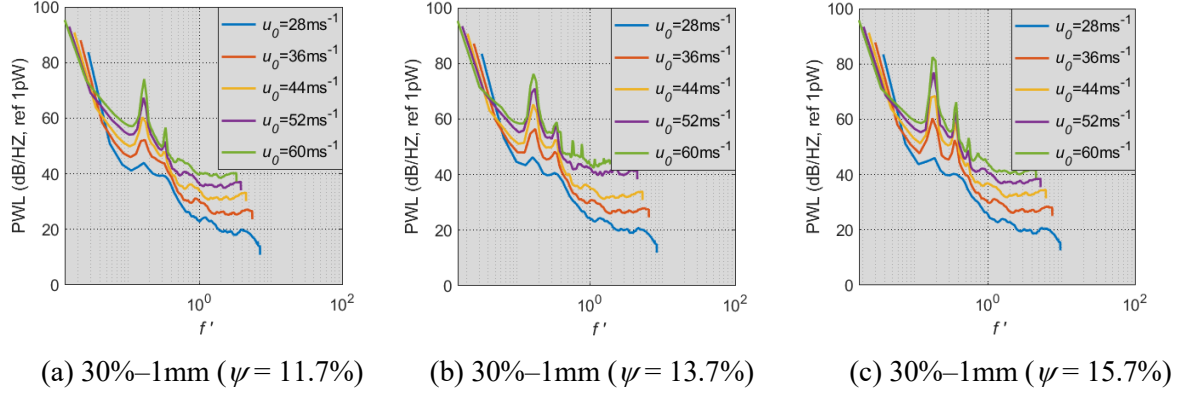 PWL (dB/HZ, ref 1pW)
100
80
60
40
20
0
u0=28ms-1
u0=36ms-1
u0=44ms-1
u0=52ms-1
u0=60ms-1
10^0
10^2
f '
(a) 30%–1mm (ψ = 11.7%)
PWL (dB/HZ, ref 1pW)
100
80
60
40
20
0
u0=28ms-1
u0=36ms-1
u0=44ms-1
u0=52ms-1
u0=60ms-1
10^0
10^2
f '
(b) 30%–1mm (ψ = 13.7%)
PWL (dB/HZ, ref 1pW)
100
80
60
40
20
0
u0=28ms-1
u0=36ms-1
u0=44ms-1
u0=52ms-1
u0=60ms-1
10^0
10^2
f '
(c) 30%–1mm (ψ = 15.7%)